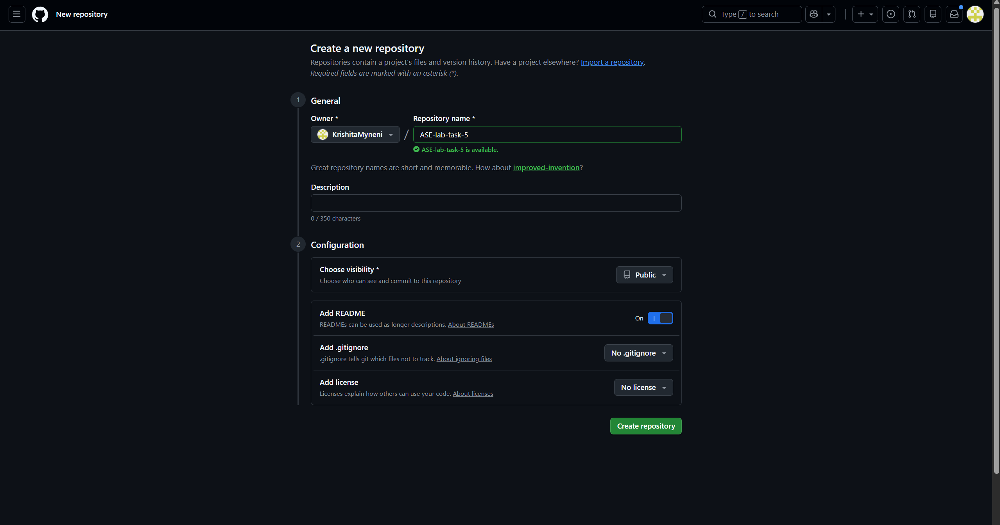 New repository
Type / to search
Create a new repository
Repositories contain a project's files and version history. Have a project elsewhere? Import a repository.
Required fields are marked with an asterisk (*).
1
General
Owner *
Repository name *
KrishitaMyneni
/
ASE-lab-task-5
ASE-lab-task-5 is available.
Great repository names are short and memorable. How about improved-invention?
Description
0 / 350 characters
2
Configuration
Choose visibility *
Choose who can see and commit to this repository
Public
Add README
READMEs can be used as longer descriptions. About READMEs
On
Add .gitignore
.gitignore tells git which files not to track. About ignoring files
No .gitignore
Add license
Licenses explain how others can use your code. About licenses
No license
Create repository